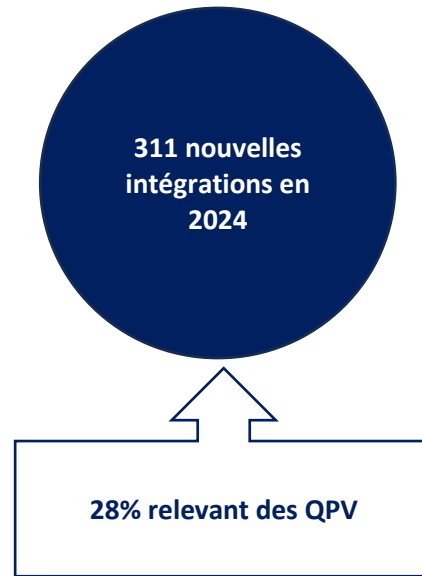 311 nouvelles
intégrations en
2024
28% relevant des QPV